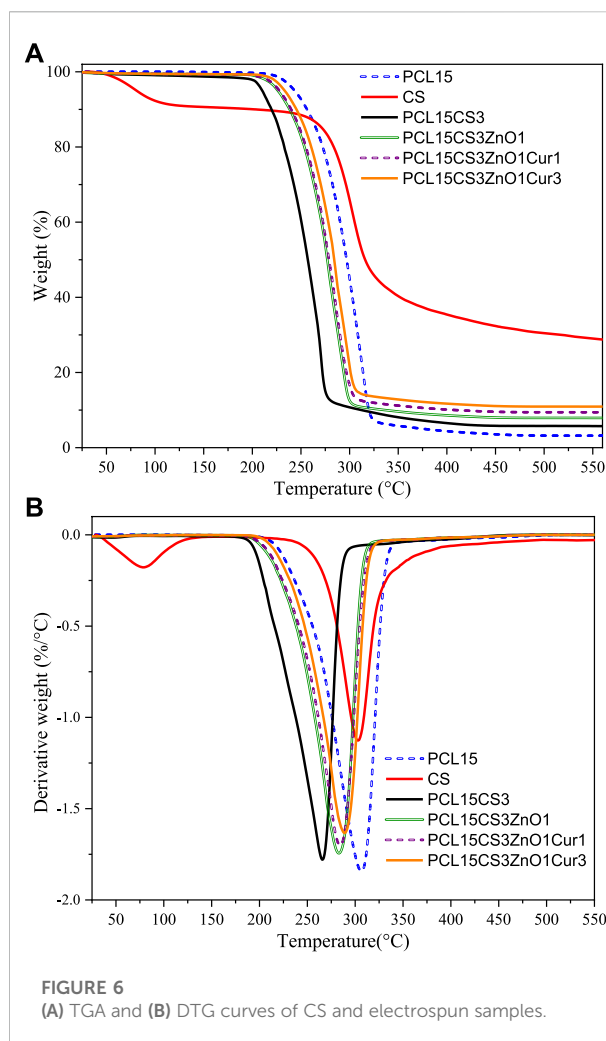 A
100
80
60
40
20
0
Weight (%)
PCL15
CS
PCL15CS3
PCL15CS3ZnO1
PCL15CS3ZnO1Cur1
PCL15CS3ZnO1Cur3
50 100 150 200 250 300 350 400 450 500 550
Temperature (°C)
B
0.0
-0.5
-1.0
-1.5
-2.0
Derivative weight (%/°C)
PCL15
CS
PCL15CS3
PCL15CS3ZnO1
PCL15CS3ZnO1Cur1
PCL15CS3ZnO1Cur3
50 100 150 200 250 300 350 400 450 500 550
Temperature(°C)
FIGURE 6
(A) TGA and (B) DTG curves of CS and electrospun samples.